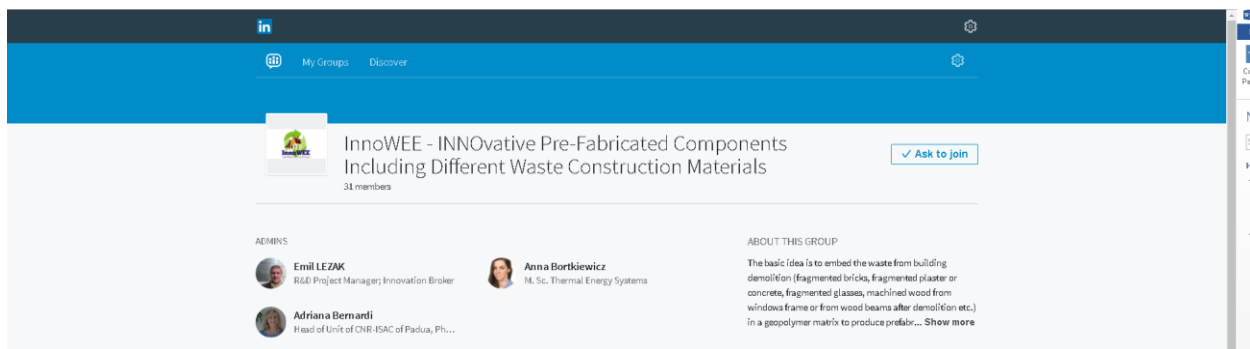 in
My Groups Discover
InnoWEE
InnoWEE - INNOvative Pre-Fabricated Components
Including Different Waste Construction Materials
31 members
Ask to join
ADMINS
Emil LEZAK
R&D Project Manager; Innovation Broker
Anna Bortkiewicz
M. Sc. Thermal Energy Systems
Adriana Bernardi
Head of Unit of CNR-ISAC of Padua, Ph...
ABOUT THIS GROUP
The basic idea is to embed the waste from building
demolition (fragmented bricks, fragmented plaster or
concrete, fragmented glasses, machined wood from
windows frame or from wood beams after demolition etc.)
in a geopolymer matrix to produce prefabr... Show more